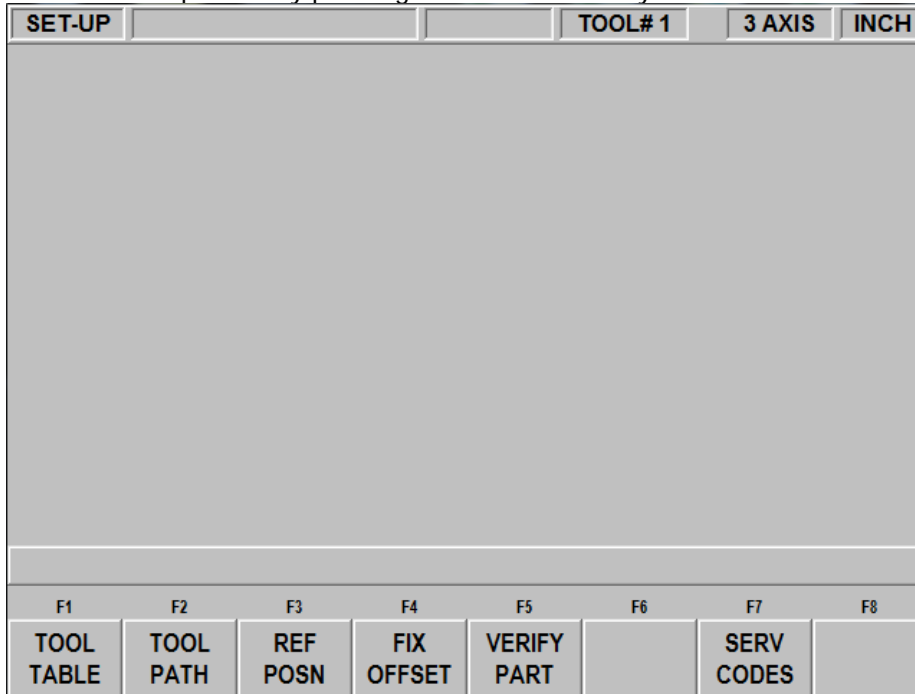 SET-UP TOOL# 1 3 AXIS INCH
F1 F2 F3 F4 F5 F6 F7 F8
TOOL TOOL REF FIX VERIFY SERV
TABLE PATH POSN OFFSET PART CODES